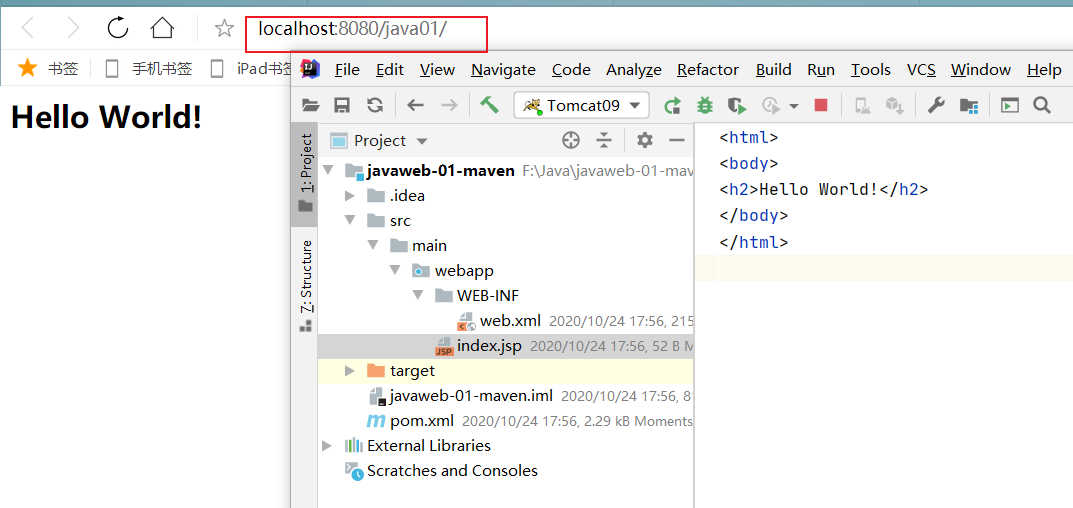 localhost:8080/java01/
书签 手机书签 iPad书签
Hello World!
File Edit View Navigate Code Analyze Refactor Build Run Tools VCS Window Help
Tomcat09
1: Project
7: Structure
Project
javaweb-01-maven F:\Java\javaweb-01-mav
.idea
src
main
webapp
WEB-INF
web.xml 2020/10/24 17:56, 215
index.jsp 2020/10/24 17:56, 52 B M
target
javaweb-01-maven.iml 2020/10/24 17:56, 8
pom.xml 2020/10/24 17:56, 2.29 kB Moments
External Libraries
Scratches and Consoles
<html>
<body>
<h2>Hello World!</h2>
</body>
</html>